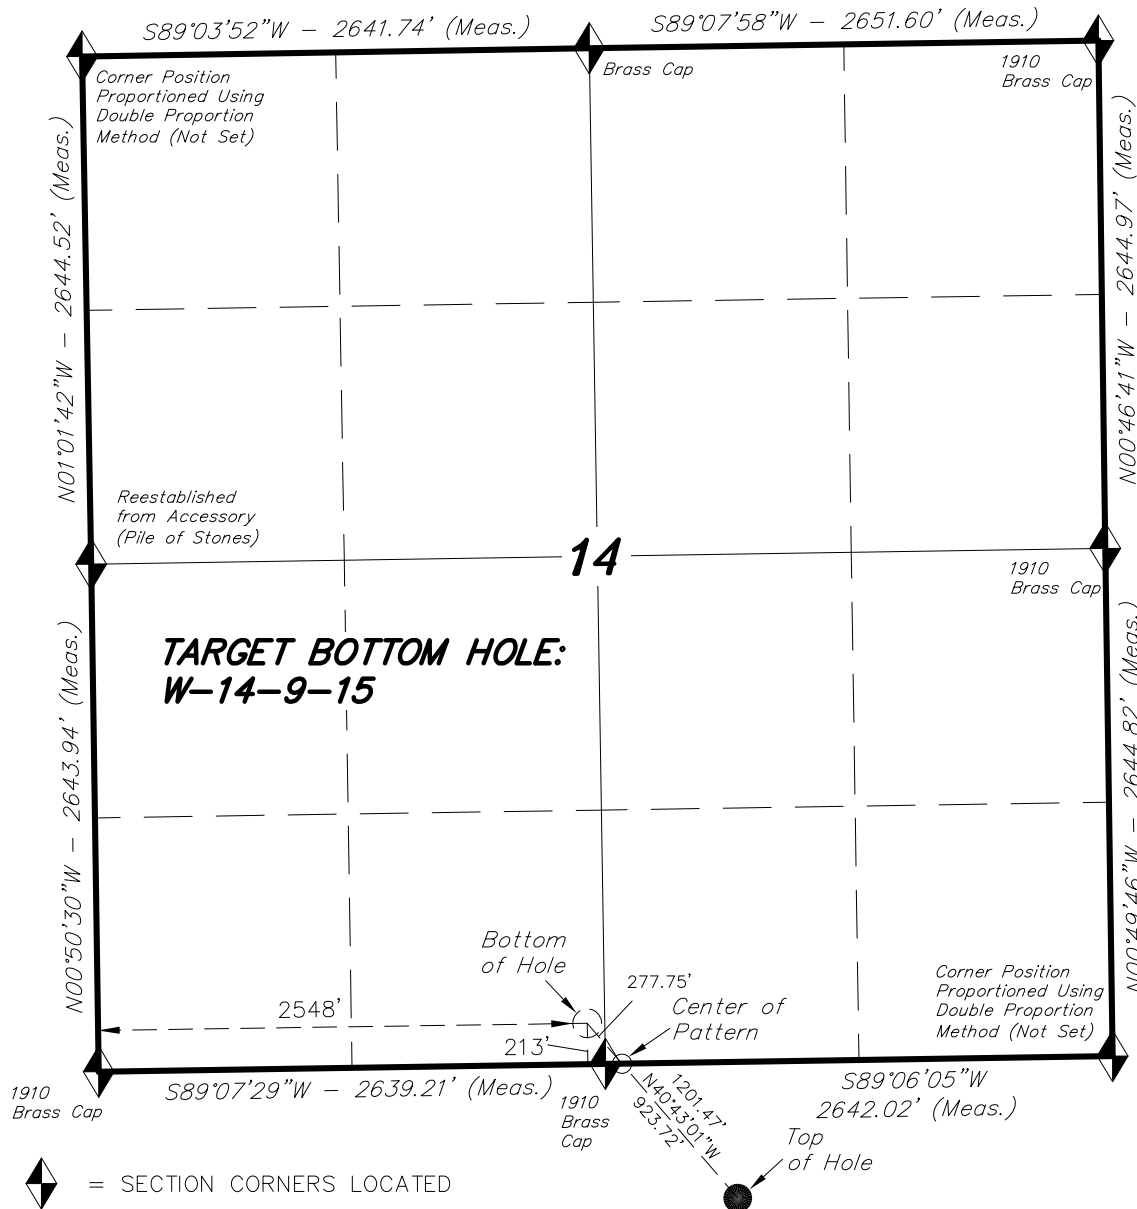 S89°03'52"W - 2641.74' (Meas.)
S89°07'58"W - 2651.60' (Meas.)
Corner Position
Proportioned Using
Double Proportion
Method (Not Set)
Brass Cap
1910
Brass Cap
N01°01'42"W - 2644.52' (Meas.)
N00°46'41"W - 2644.97' (Meas.)
Reestablished
from Accessory
(Pile of Stones)
14
1910
Brass Cap
TARGET BOTTOM HOLE:
W-14-9-15
N00°50'30"W - 2643.94' (Meas.)
N00°49'46"W - 2644.82' (Meas.)
Bottom
of Hole
277.75'
Center of
Pattern
Corner Position
Proportioned Using
Double Proportion
Method (Not Set)
2548'
213'
1910
Brass Cap
S89°07'29"W - 2639.21' (Meas.)
1910
Brass
Cap
1201.47'
N40°43'01"W
923.72'
S89°06'05"W
2642.02' (Meas.)
Top
of Hole
= SECTION CORNERS LOCATED